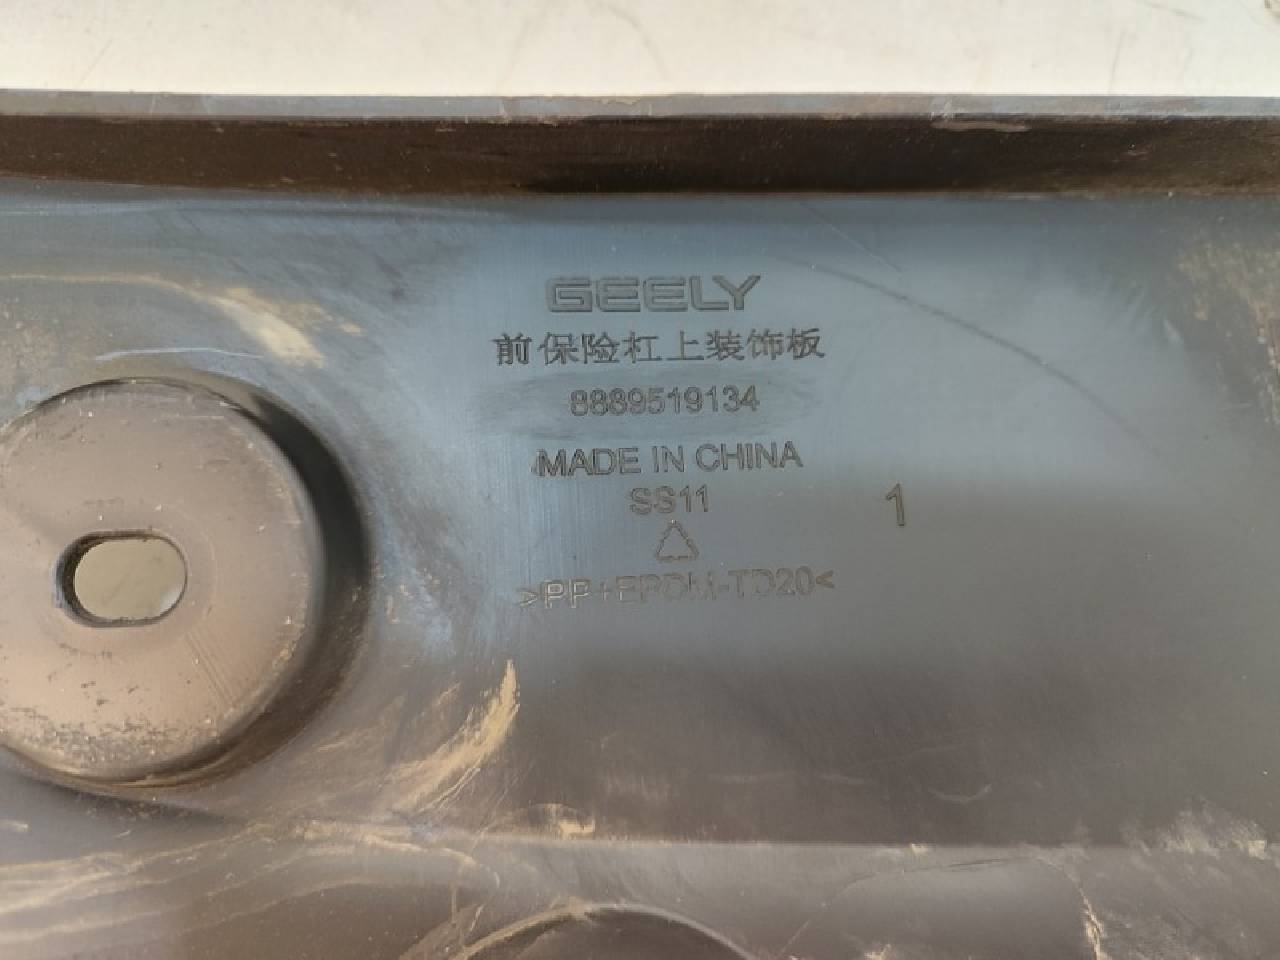 GEELY
前保险杠上装饰板
8889519134
MADE IN CHINA
SS11
1
>PP+EPDM-TD20<